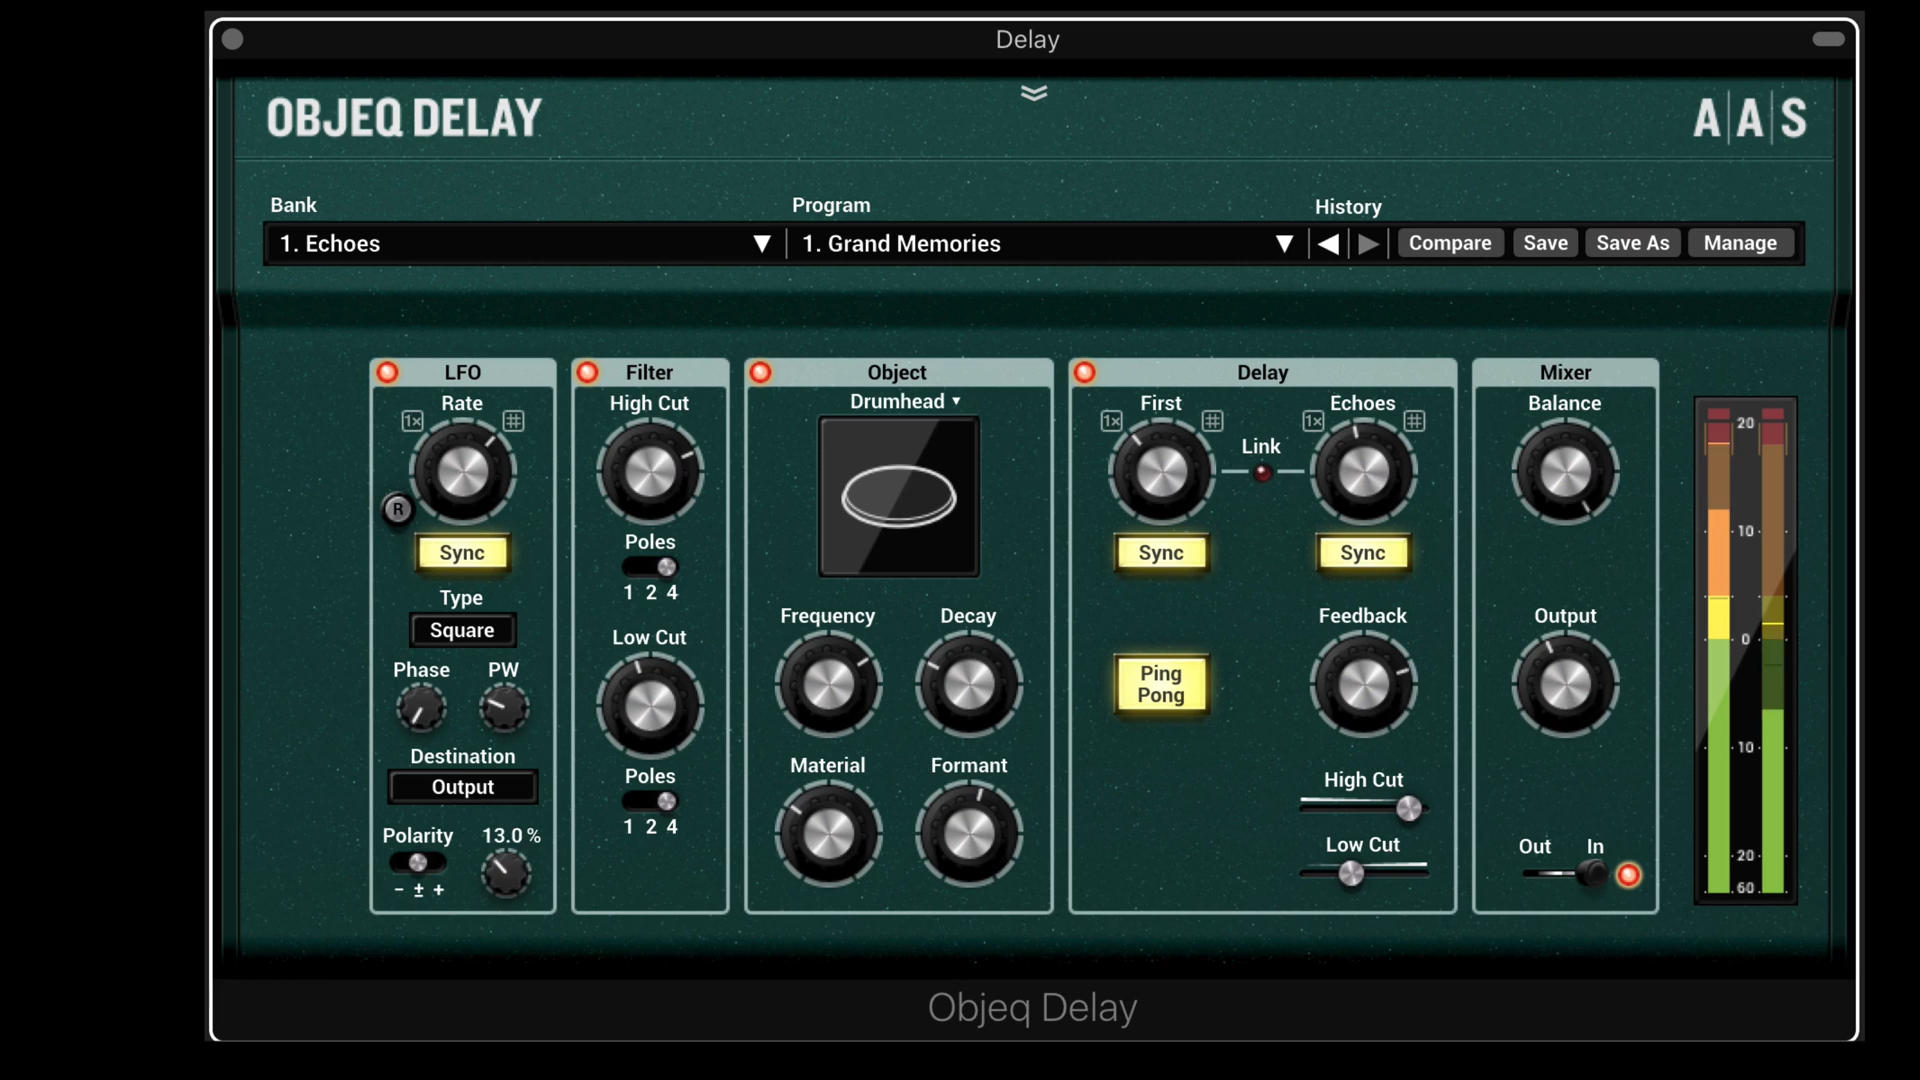 Delay
OBJEQ DELAY
A|A|S
Bank
Program
History
1. Echoes
1. Grand Memories
Compare
Save
Save As
Manage
LFO
Rate
1x
R
Sync
Type
Square
Phase
PW
Destination
Output
Polarity
13.0 %
− ± +
Filter
High Cut
Poles
1 2 4
Low Cut
Poles
1 2 4
Object
Drumhead
Frequency
Decay
Material
Formant
Delay
First
1x
Link
Echoes
1x
Sync
Sync
Ping
Pong
Feedback
High Cut
Low Cut
Mixer
Balance
Output
Out
In
20
10
0
10
20
60
Objeq Delay